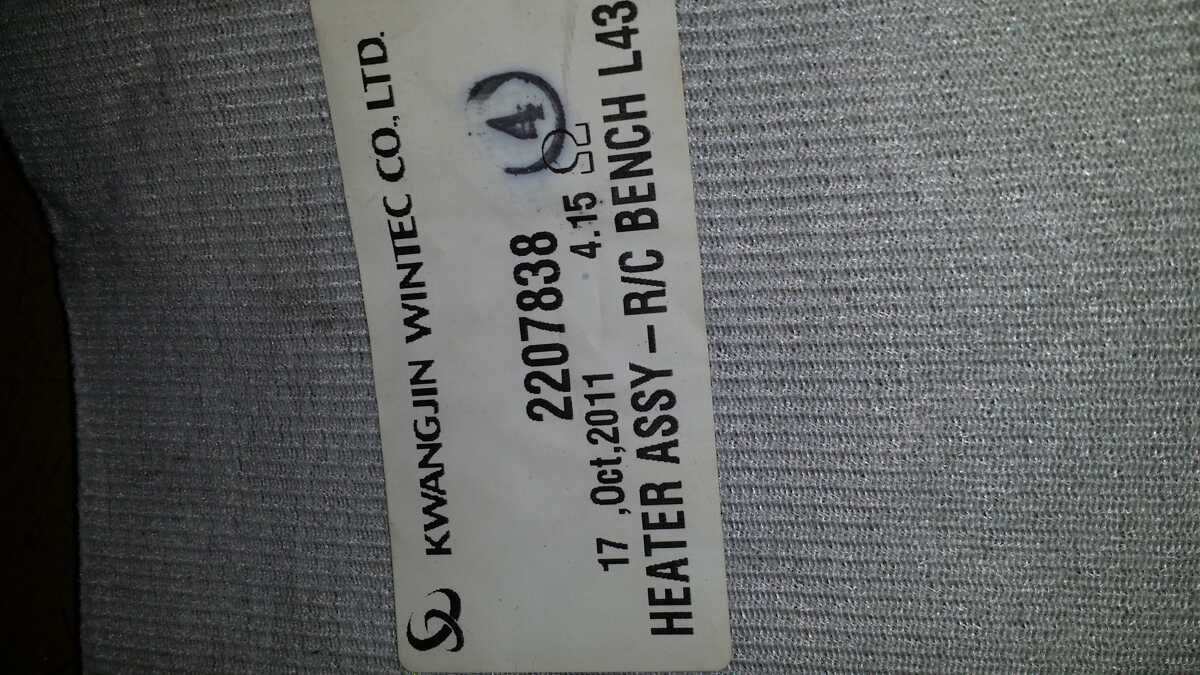 KWANGJIN WINTEC CO., LTD.
4
2207838
17 ,Oct,2011 4.15 Ω
HEATER ASSY – R/C BENCH L43